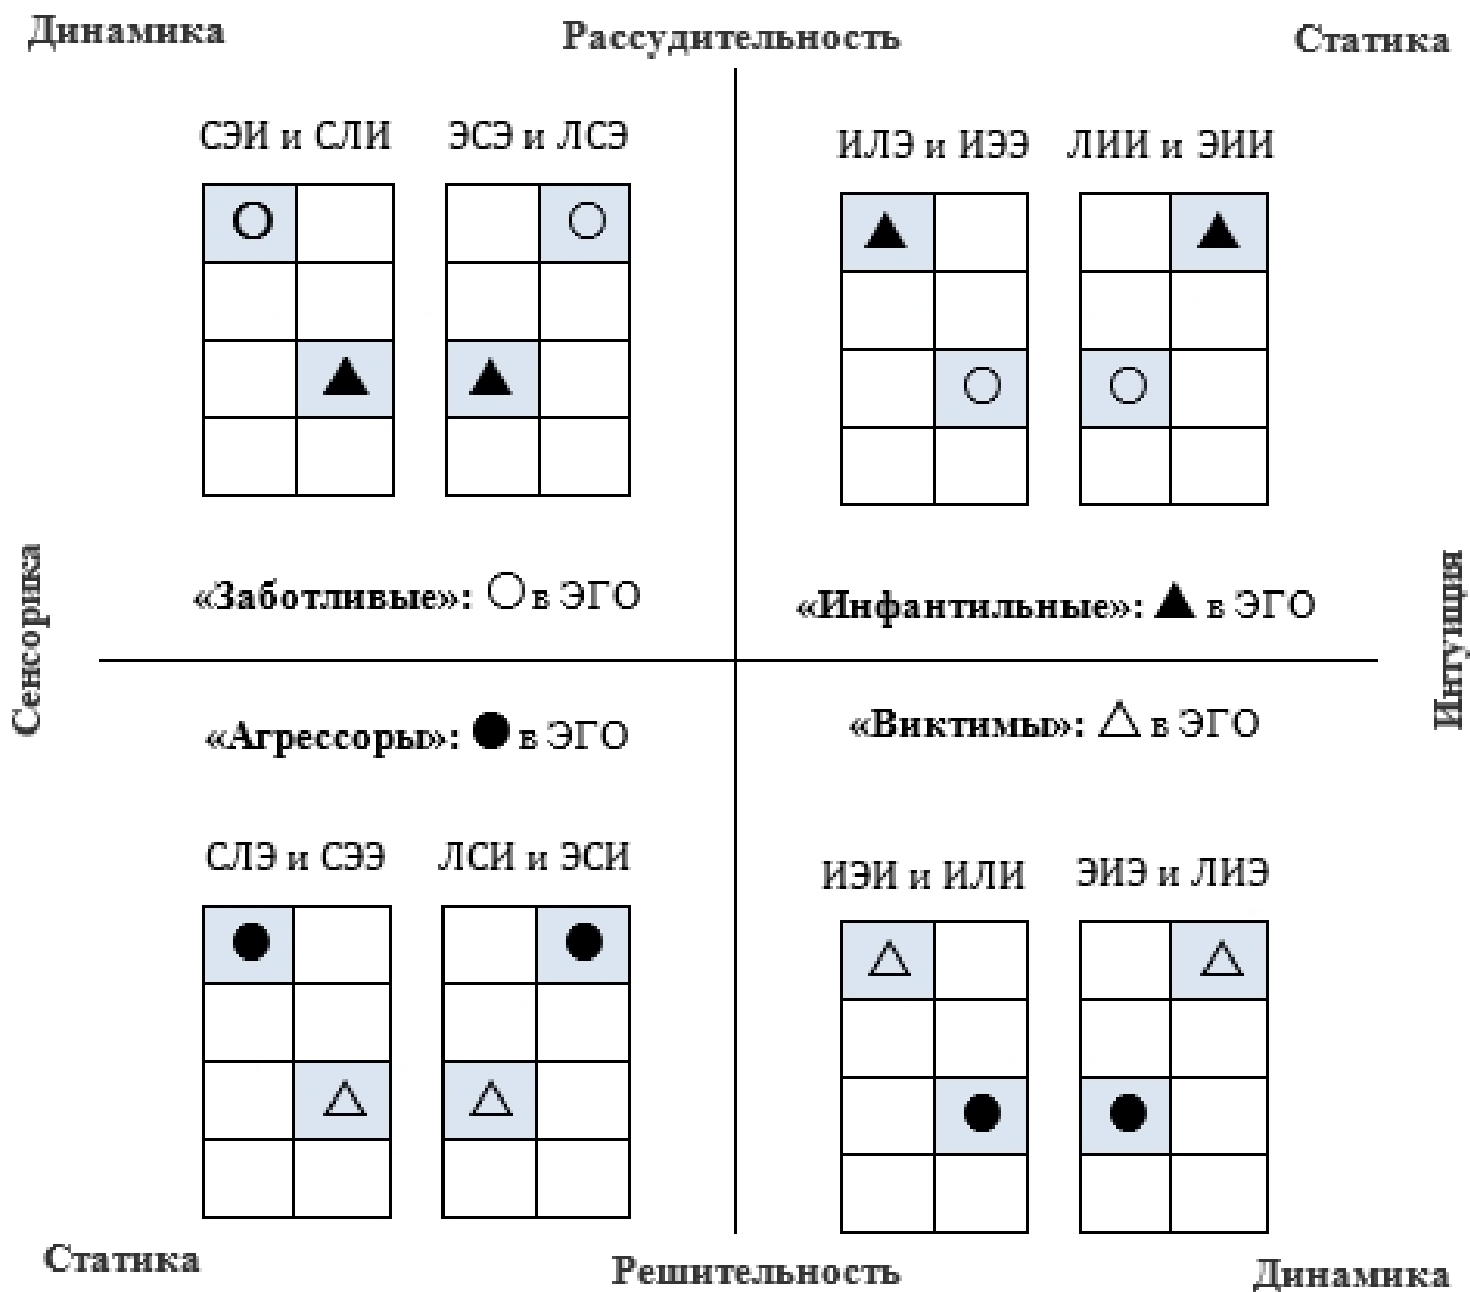 Динамика
Рассудительность
Статика
СЭИ и СЛИ
ЭСЭ и ЛСЭ
ИЛЭ и ИЭЭ
ЛИИ и ЭИИ
Сенсорика
Интуиция
«Заботливые»: в ЭГО
«Инфантильные»: в ЭГО
«Агрессоры»: в ЭГО
«Виктимы»: в ЭГО
СЛЭ и СЭЭ
ЛСИ и ЭСИ
ИЭИ и ИЛИ
ЭИЭ и ЛИЭ
Статика
Решительность
Динамика